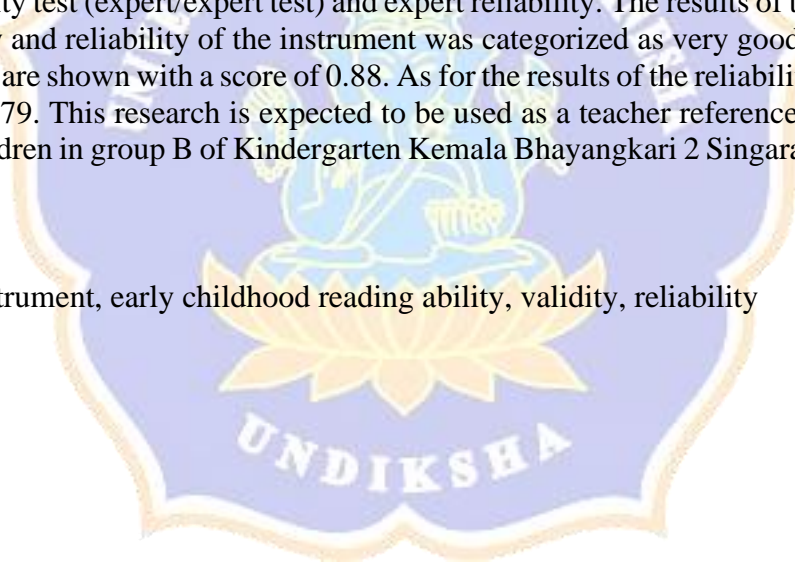 ity test (expert/expert test) and expert reliability. The results of t
y and reliability of the instrument was categorized as very good
are shown with a score of 0.88. As for the results of the reliabili
79. This research is expected to be used as a teacher reference
dren in group B of Kindergarten Kemala Bhayangkari 2 Singara
trument, early childhood reading ability, validity, reliability
UNDIKSHA